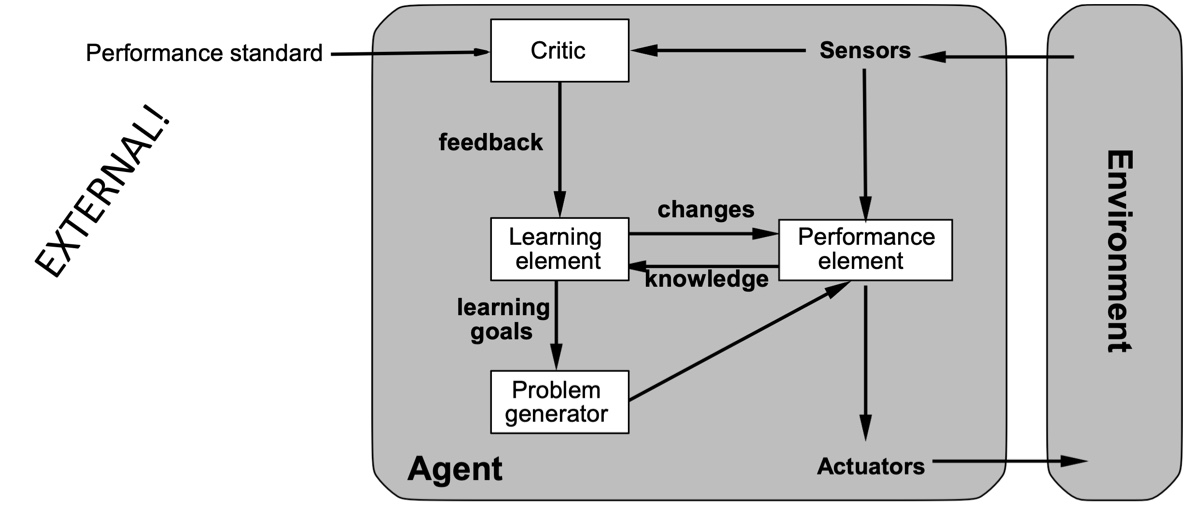 Performance standard
Critic
Sensors
EXTERNAL!
feedback
Environment
changes
Learning
element
Performance
element
knowledge
learning
goals
Problem
generator
Agent
Actuators